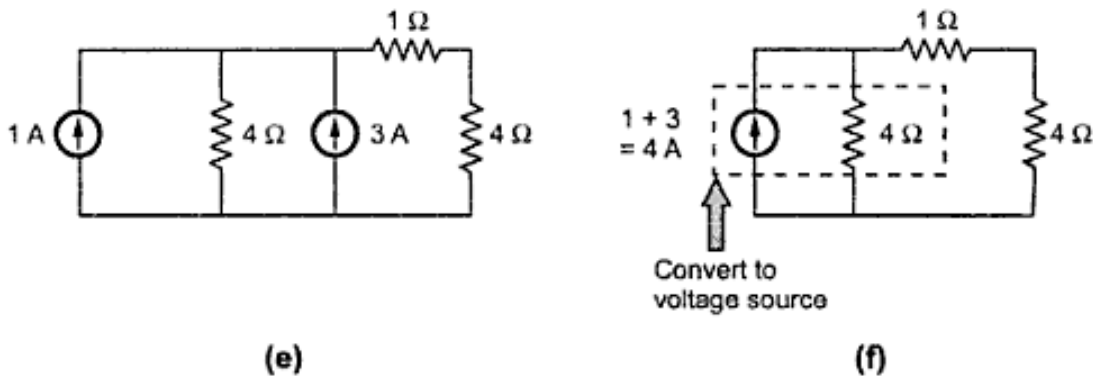 1 Ω
1 A
4 Ω
3 A
4 Ω
(e)
1 Ω
1 + 3
= 4 A
4 Ω
4 Ω
Convert to
voltage source
(f)